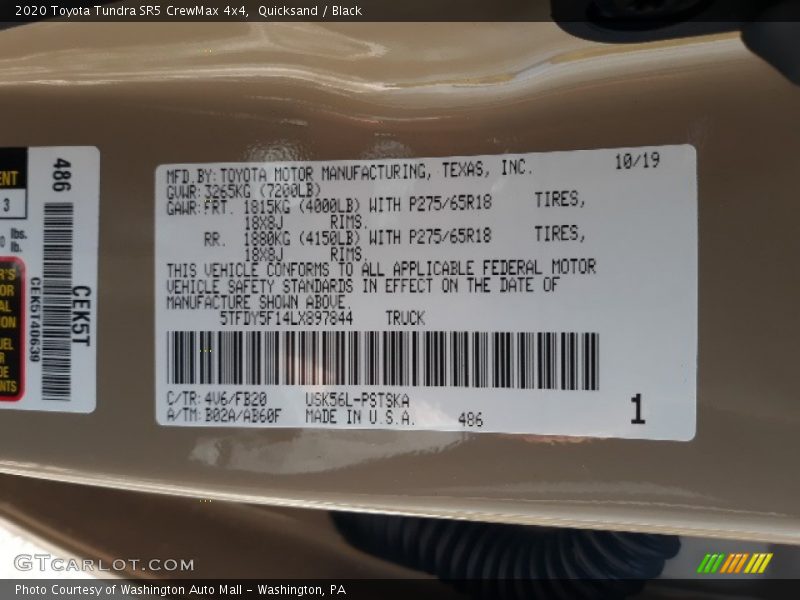 2020 Toyota Tundra SR5 CrewMax 4x4, Quicksand / Black
ENT
3
lbs.
lb.
486
CEK5T
CEK5T40639
MFD.BY: TOYOTA MOTOR MANUFACTURING, TEXAS, INC. 10/19
GVWR: 3265KG (7200LB)
GAWR: FRT. 1815KG (4000LB) WITH P275/65R18 TIRES,
18X8J RIMS.
RR. 1880KG (4150LB) WITH P275/65R18 TIRES,
18X8J RIMS.
THIS VEHICLE CONFORMS TO ALL APPLICABLE FEDERAL MOTOR
VEHICLE SAFETY STANDARDS IN EFFECT ON THE DATE OF
MANUFACTURE SHOWN ABOVE.
5TFDY5F14LX897844 TRUCK
C/TR: 4V6/FB20 USK56L-PSTSKA
A/TM: B02A/AB60F MADE IN U.S.A. 486 1
GTCARLOT.COM
Photo Courtesy of Washington Auto Mall - Washington, PA